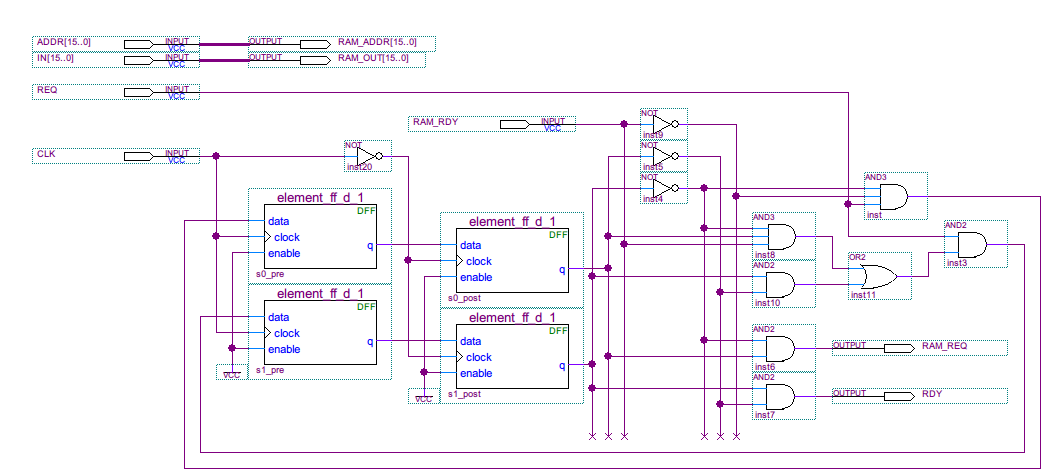 ADDR[15..0] INPUT VCC OUTPUT RAM_ADDR[15..0]
IN[15..0] INPUT VCC OUTPUT RAM_OUT[15..0]
REQ INPUT VCC
RAM_RDY INPUT VCC
NOT
inst9
CLK INPUT VCC
NOT
inst20
NOT
inst5
NOT
inst4
AND3
inst
element_ff_d_1
DFF
data
clock
enable
q
s0_pre
element_ff_d_1
DFF
data
clock
enable
q
s0_post
AND3
inst8
AND2
inst3
AND2
inst10
OR2
inst11
element_ff_d_1
DFF
data
clock
enable
q
s1_pre
VCC
element_ff_d_1
DFF
data
clock
enable
q
s1_post
VCC
AND2
inst6
OUTPUT RAM_REQ
AND2
inst7
OUTPUT RDY